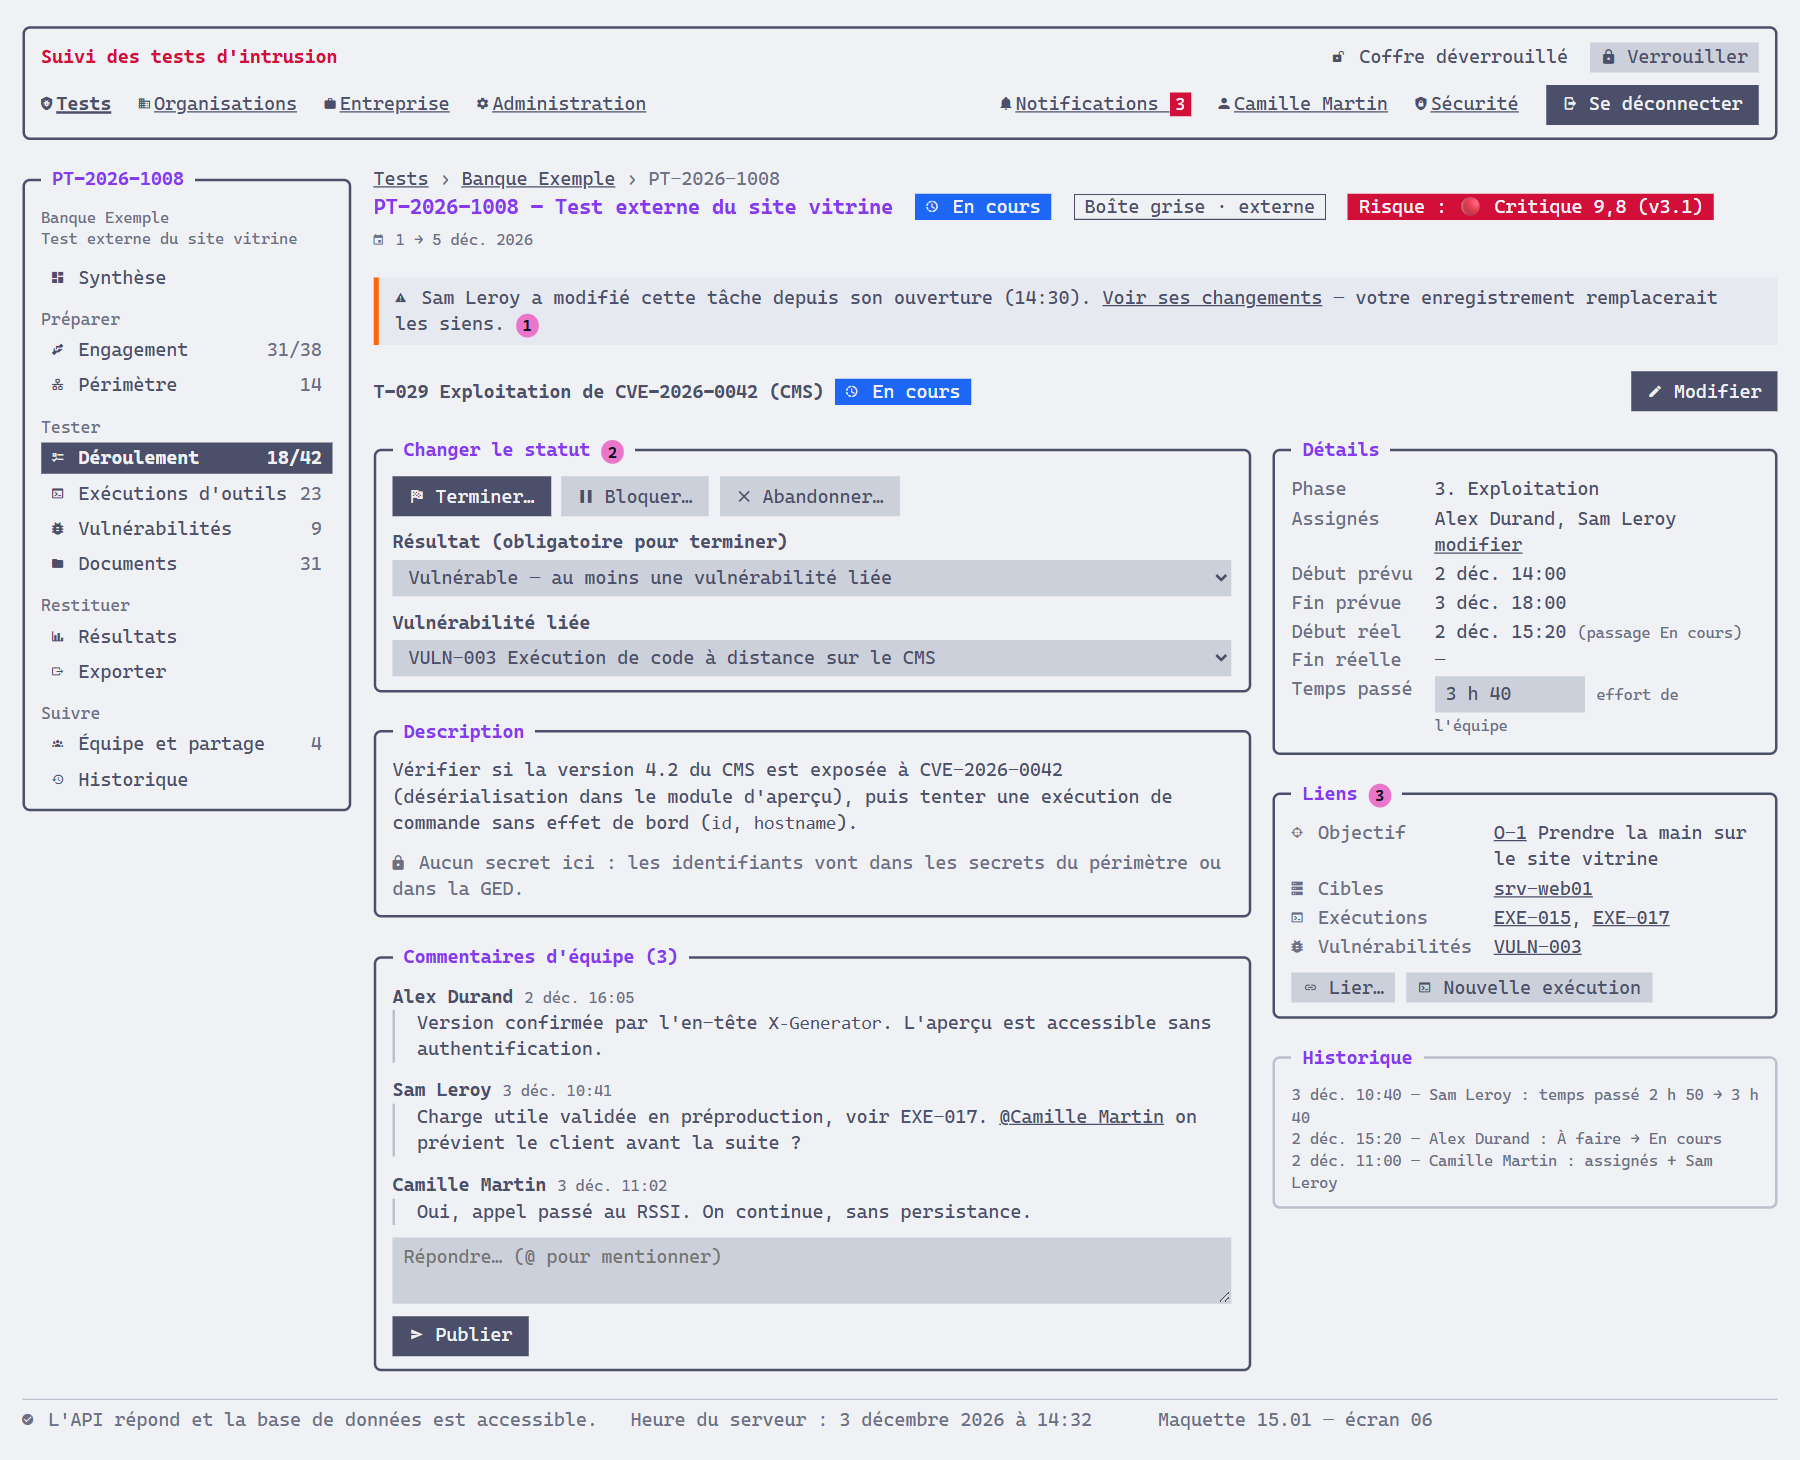 Suivi des tests d'intrusion
Coffre déverrouillé
Verrouiller
Tests
Organisations
Entreprise
Administration
Notifications 3
Camille Martin
Sécurité
Se déconnecter
PT-2026-1008
Banque Exemple
Test externe du site vitrine
Synthèse
Préparer
Engagement 31/38
Périmètre 14
Tester
Déroulement 18/42
Exécutions d'outils 23
Vulnérabilités 9
Documents 31
Restituer
Résultats
Exporter
Suivre
Équipe et partage 4
Historique
Tests › Banque Exemple › PT-2026-1008
PT-2026-1008 — Test externe du site vitrine
En cours
Boîte grise · externe
Risque : Critique 9,8 (v3.1)
1 → 5 déc. 2026
Sam Leroy a modifié cette tâche depuis son ouverture (14:30). Voir ses changements — votre enregistrement remplacerait
les siens. 1
T-029 Exploitation de CVE-2026-0042 (CMS)
En cours
Modifier
Changer le statut 2
Terminer…
Bloquer…
Abandonner…
Résultat (obligatoire pour terminer)
Vulnérable — au moins une vulnérabilité liée
Vulnérabilité liée
VULN-003 Exécution de code à distance sur le CMS
Description
Vérifier si la version 4.2 du CMS est exposée à CVE-2026-0042
(désérialisation dans le module d'aperçu), puis tenter une exécution de
commande sans effet de bord (id, hostname).
Aucun secret ici : les identifiants vont dans les secrets du périmètre ou
dans la GED.
Commentaires d'équipe (3)
Alex Durand 2 déc. 16:05
Version confirmée par l'en-tête X-Generator. L'aperçu est accessible sans
authentification.
Sam Leroy 3 déc. 10:41
Charge utile validée en préproduction, voir EXE-017. @Camille Martin on
prévient le client avant la suite ?
Camille Martin 3 déc. 11:02
Oui, appel passé au RSSI. On continue, sans persistance.
Répondre… (@ pour mentionner)
Publier
Détails
Phase 3. Exploitation
Assignés Alex Durand, Sam Leroy
modifier
Début prévu 2 déc. 14:00
Fin prévue 3 déc. 18:00
Début réel 2 déc. 15:20 (passage En cours)
Fin réelle —
Temps passé 3 h 40 effort de
l'équipe
Liens 3
Objectif O-1 Prendre la main sur
le site vitrine
Cibles srv-web01
Exécutions EXE-015, EXE-017
Vulnérabilités VULN-003
Lier…
Nouvelle exécution
Historique
3 déc. 10:40 — Sam Leroy : temps passé 2 h 50 → 3 h
40
2 déc. 15:20 — Alex Durand : À faire → En cours
2 déc. 11:00 — Camille Martin : assignés + Sam
Leroy
L'API répond et la base de données est accessible.
Heure du serveur : 3 décembre 2026 à 14:32
Maquette 15.01 — écran 06